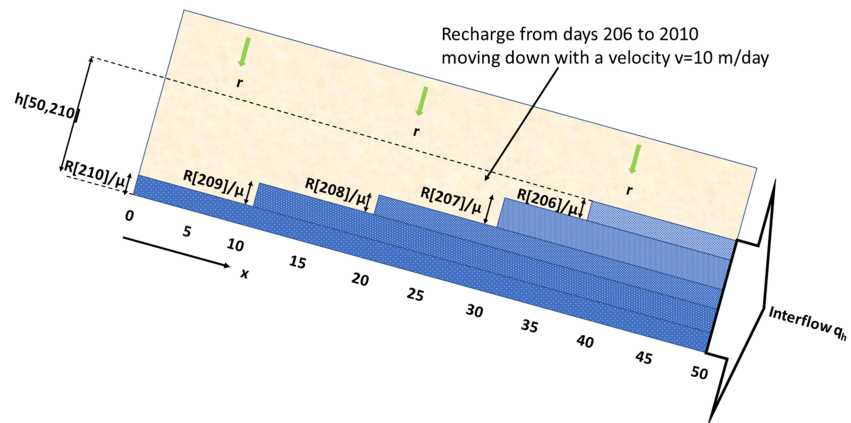 Recharge from days 206 to 2010
moving down with a velocity v=10 m/day
r
r
r
h[50,210]
R[210]/μ
R[209]/μ
R[208]/μ
R[207]/μ
R[206]/μ
0
5
10
15
20
25
30
35
40
45
50
x
Interflow qh